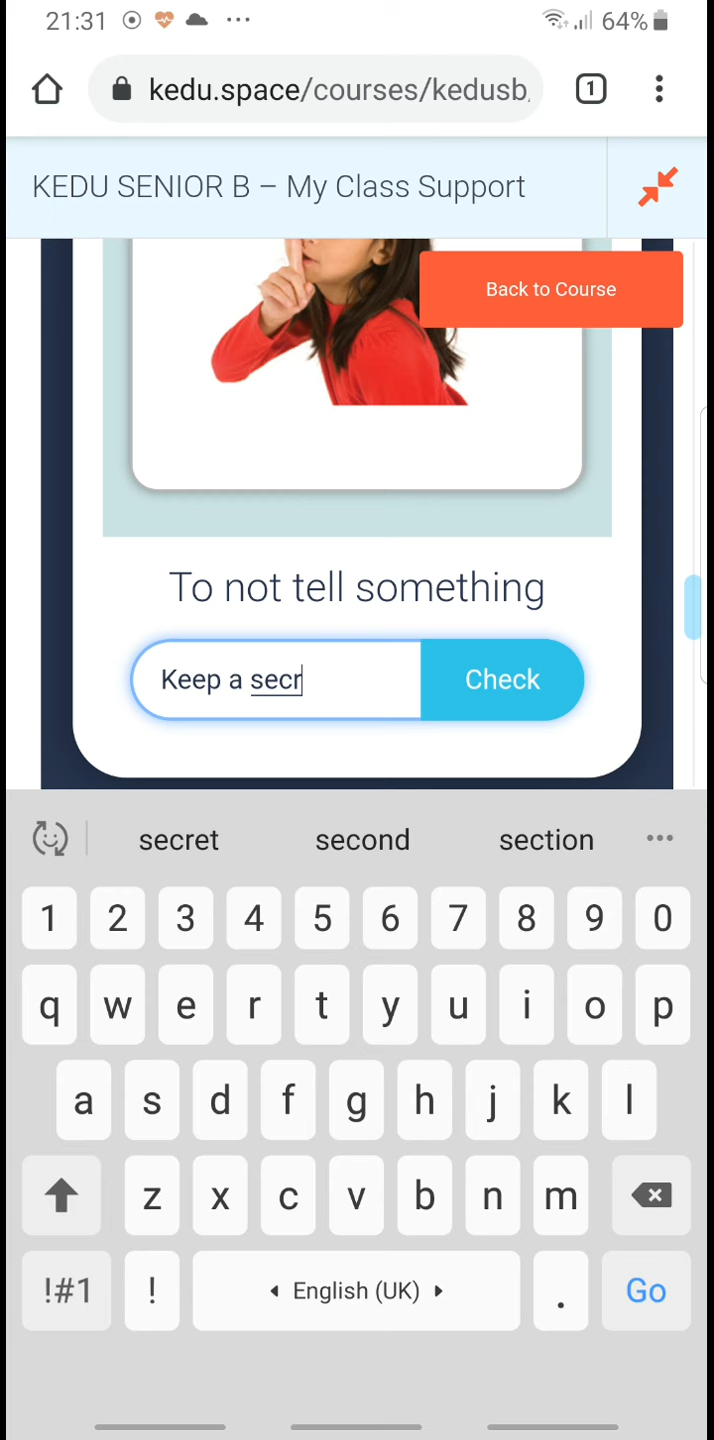 21:31 64%
kedu.space/courses/kedusb 1
KEDU SENIOR B – My Class Support
Back to Course
To not tell something
Keep a secr Check
secret second section
1 2 3 4 5 6 7 8 9 0
q w e r t y u i o p
a s d f g h j k l
z x c v b n m
!#1 ! English (UK) . Go